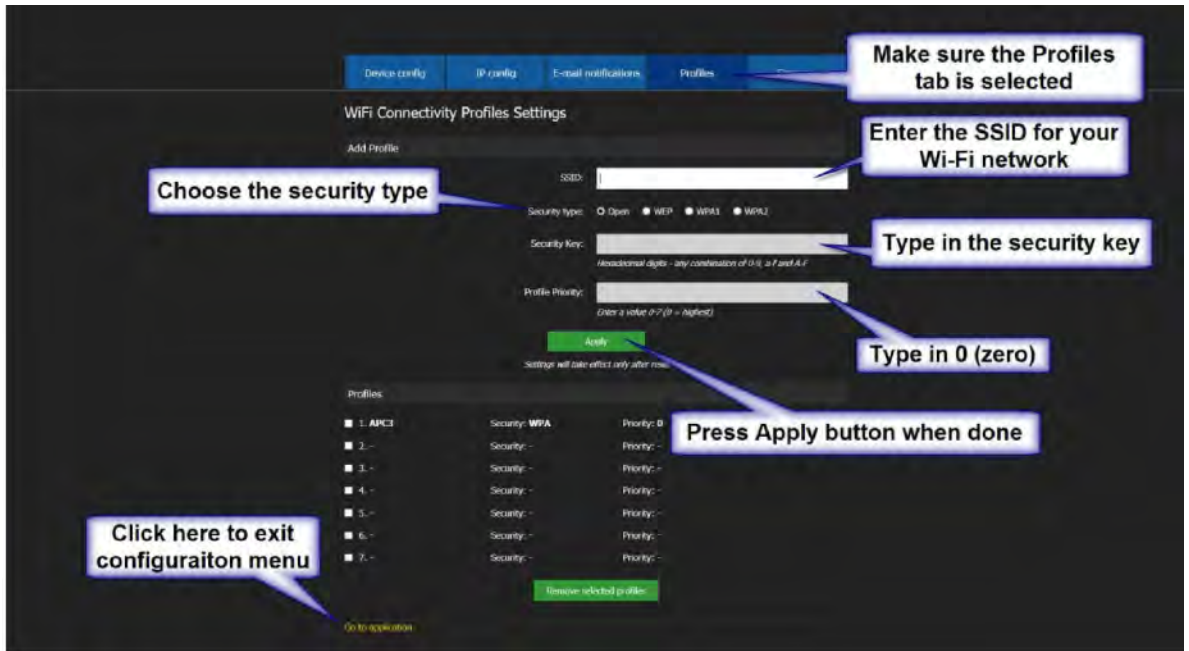 Device config
IP config
E-mail notifications
Profiles
Make sure the Profiles
tab is selected
WiFi Connectivity Profiles Settings
Add Profile
Enter the SSID for your
Wi-Fi network
SSID:
Choose the security type
Security type:
Open
WEP
WPA1
WPA2
Security Key:
Type in the security key
Hexadecimal digits - any combination of 0-9, a-f and A-F
Profile Priority:
Enter a value 0-7 (0 = highest)
Type in 0 (zero)
Apply
Settings will take effect only after
Press Apply button when done
Profiles
1. APC3 Security: WPA Priority: 0
2. - Security: - Priority: -
3. - Security: - Priority: -
4. - Security: - Priority: -
5. - Security: - Priority: -
6. - Security: - Priority: -
7. - Security: - Priority: -
Click here to exit
configuraiton menu
Remove selected profiles
Go to application